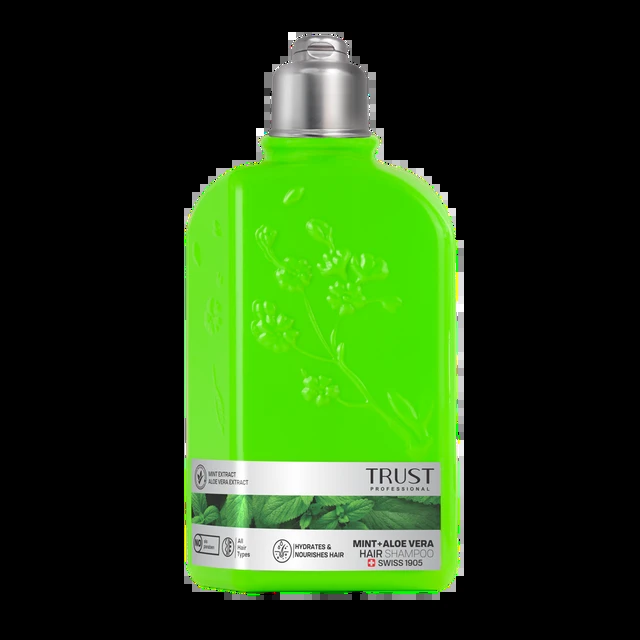 MINT EXTRACT
ALOE VERA EXTRACT
TRUST
PROFESSIONAL
NO
All
Hair
Types
HYDRATES &
NOURISHES HAIR
MINT+ALOE VERA
HAIR SHAMPOO
SWISS 1905